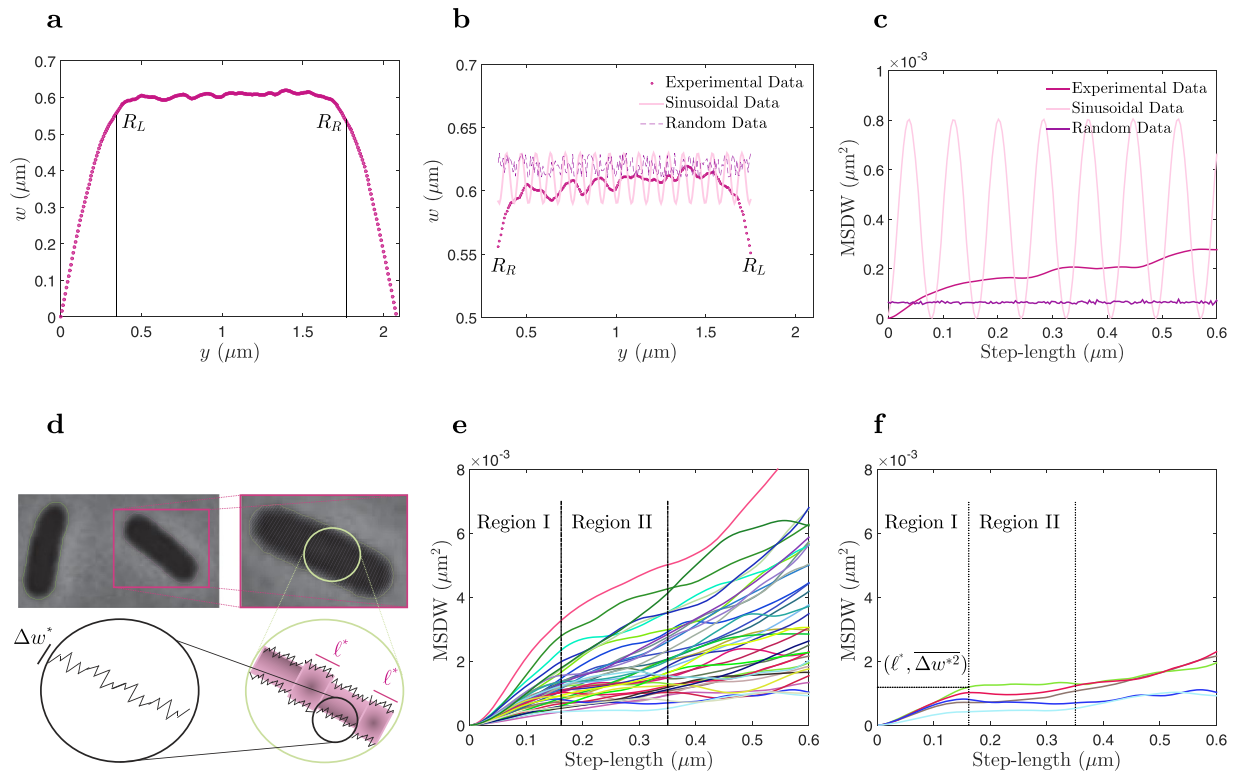 a
0.7
0.6
0.5
0.4
0.3
0.2
0.1
0
w (μm)
R_L
R_R
0 0.5 1 1.5 2
y (μm)
b
0.7
0.65
0.6
0.55
0.5
w (μm)
Experimental Data
Sinusoidal Data
Random Data
R_R
R_L
0.5 1 1.5 2
y (μm)
c
×10⁻³
1
0.8
0.6
0.4
0.2
0
MSDW (μm²)
Experimental Data
Sinusoidal Data
Random Data
0 0.1 0.2 0.3 0.4 0.5 0.6
Step-length (μm)
d
Δw*
ℓ*
ℓ*
e
×10⁻³
8
6
4
2
0
MSDW (μm²)
Region I
Region II
0 0.1 0.2 0.3 0.4 0.5 0.6
Step-length (μm)
f
×10⁻³
8
6
4
2
0
MSDW (μm²)
Region I
Region II
(ℓ*, \overline{Δw*²})
0 0.1 0.2 0.3 0.4 0.5 0.6
Step-length (μm)